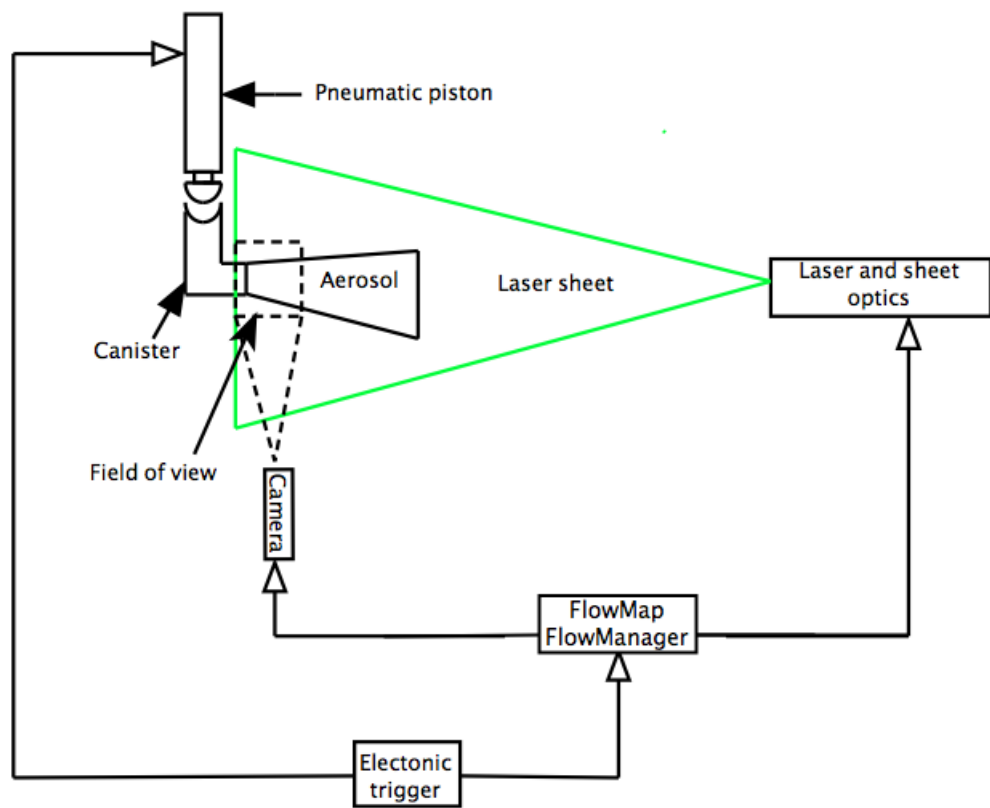 Pneumatic piston
Aerosol
Laser sheet
Laser and sheet
optics
Canister
Field of view
Camera
FlowMap
FlowManager
Electonic
trigger